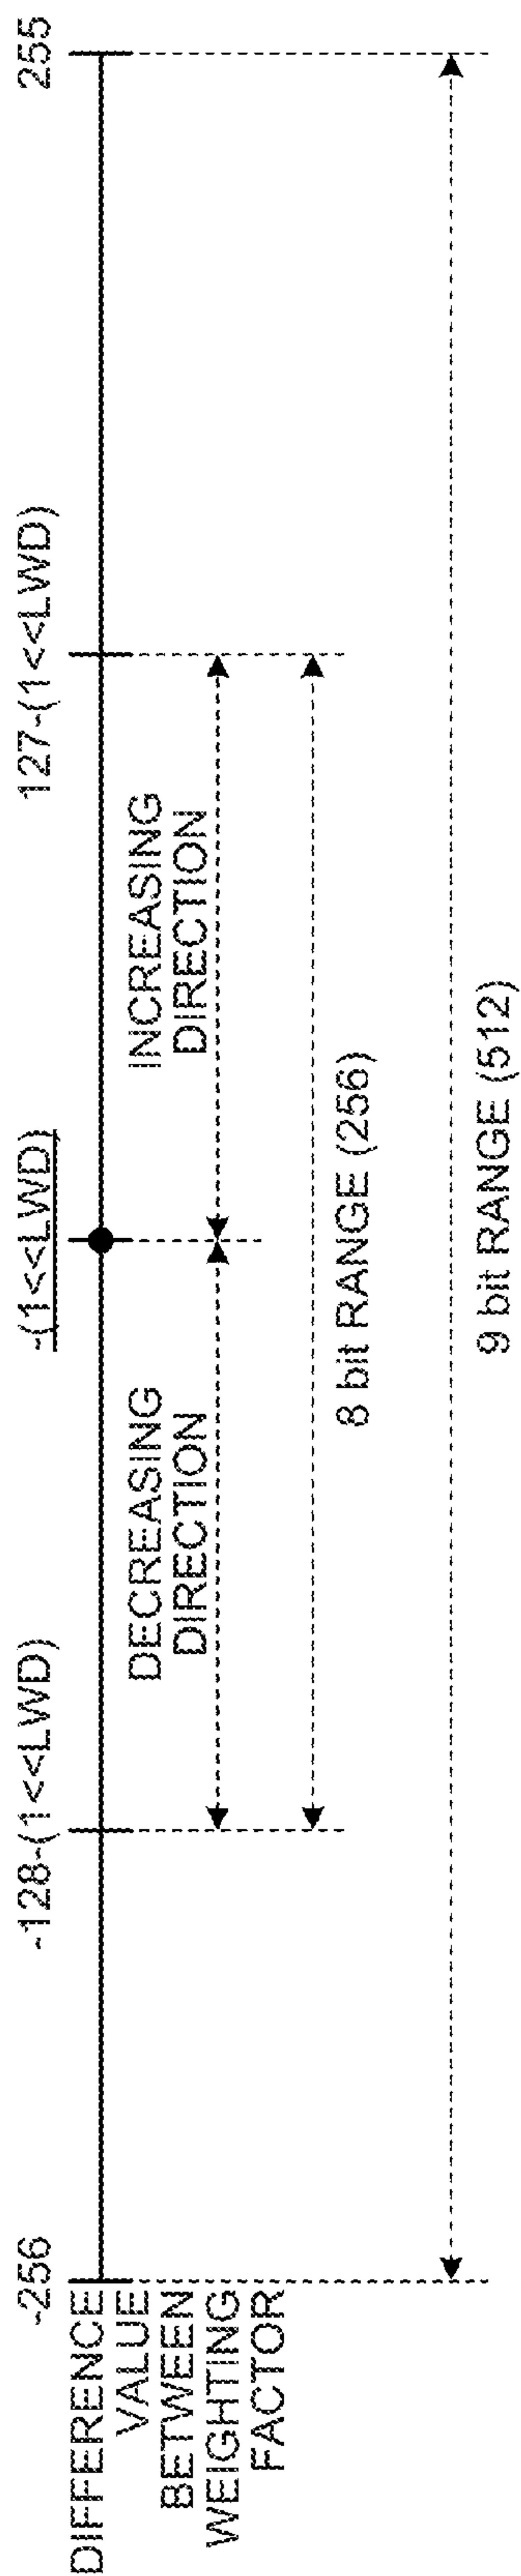 -256
-128-(1<<LWD)
-(1<<LWD)
127-(1<<LWD)
255
DIFFERENCE
VALUE
BETWEEN
WEIGHTING
FACTOR
DECREASING
DIRECTION
INCREASING
DIRECTION
8 bit RANGE (256)
9 bit RANGE (512)